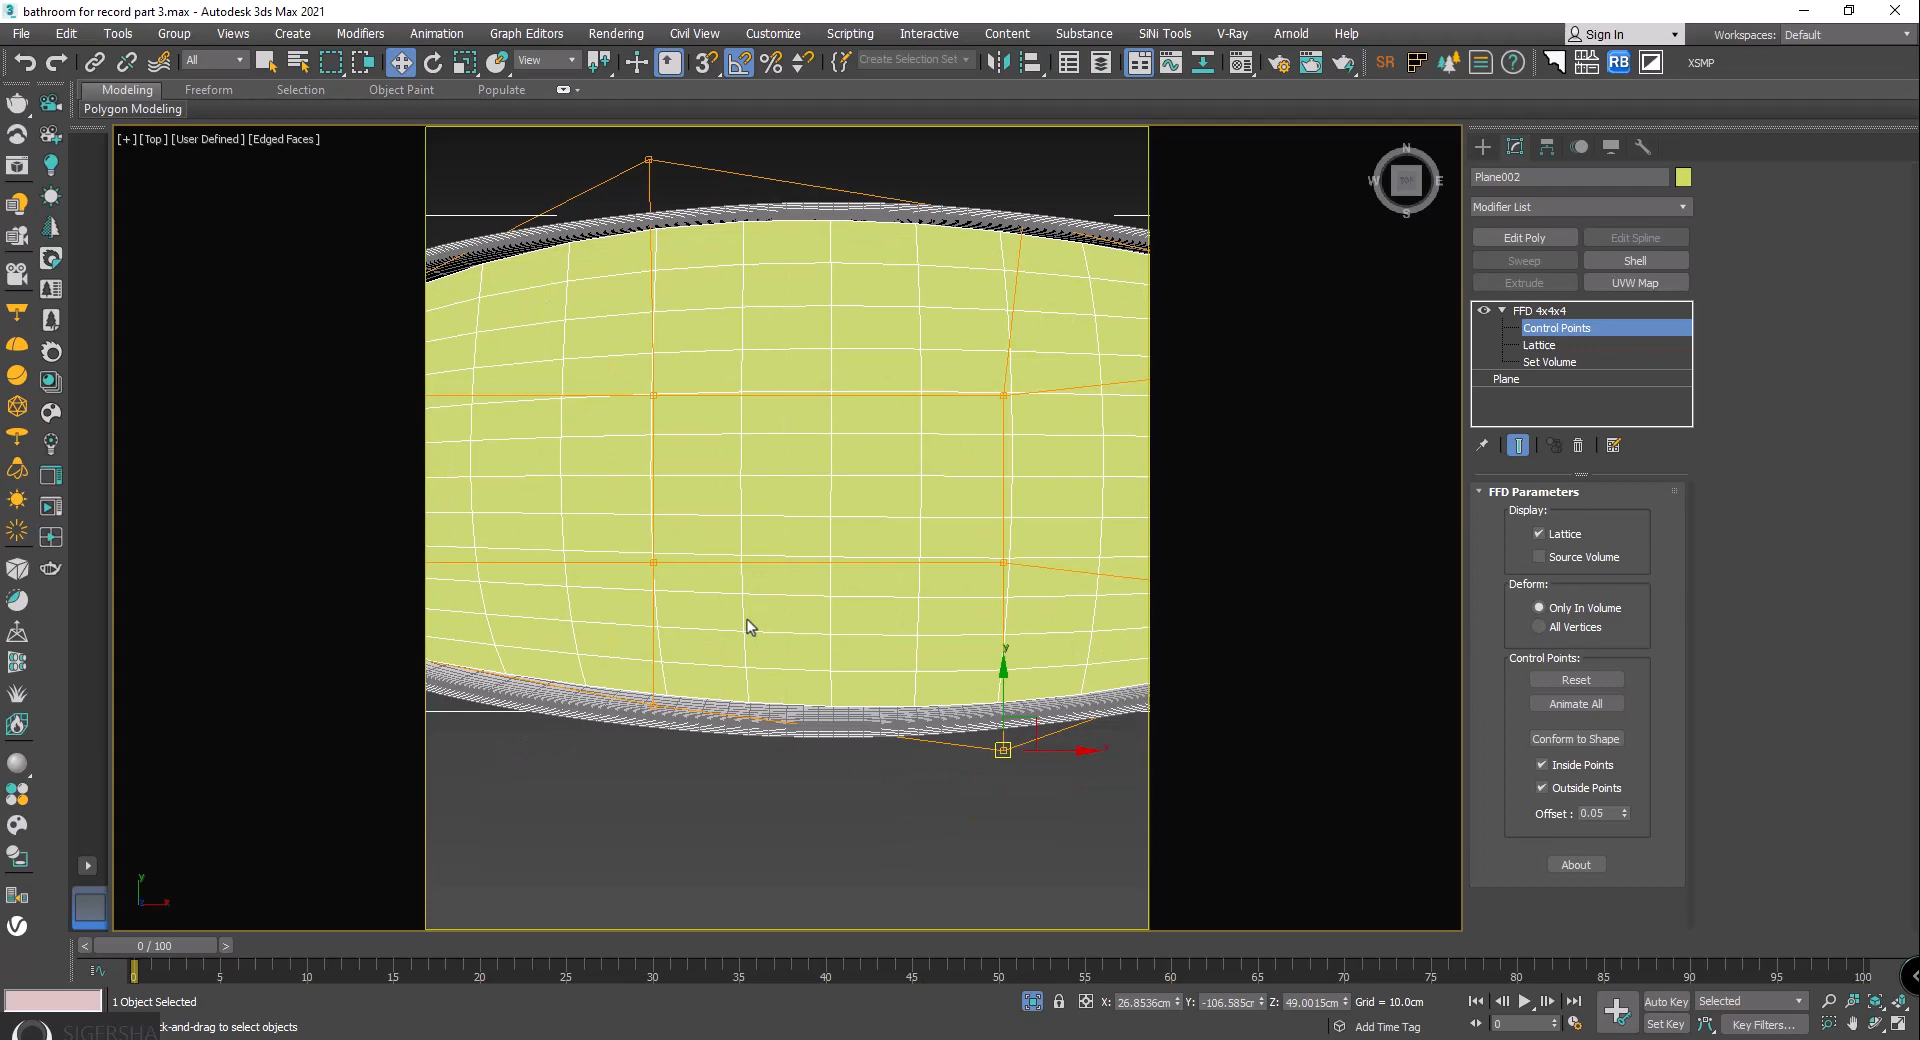 bathroom for record part 3.max - Autodesk 3ds Max 2021
File Edit Tools Group Views Create Modifiers Animation Graph Editors Rendering Civil View Customize Scripting Interactive Content Substance SiNi Tools V-Ray Arnold Help Sign In Workspaces: Default
All View Create Selection Set SR RB XSMP
Modeling Freeform Selection Object Paint Populate
Polygon Modeling
[+] [Top] [User Defined] [Edged Faces]
N
W TOP E
S
Plane002
Modifier List
Edit Poly Edit Spline
Sweep Shell
Extrude UVW Map
FFD 4x4x4
Control Points
Lattice
Set Volume
Plane
FFD Parameters
Display:
Lattice
Source Volume
Deform:
Only In Volume
All Vertices
Control Points:
Reset
Animate All
Conform to Shape
Inside Points
Outside Points
Offset : 0.05
About
y
x
y
z x
< 0 / 100 >
0 5 10 15 20 25 30 35 40 45 50 55 60 65 70 75 80 85 90 95 100
1 Object Selected X: 26.8536cm Y: -106.585cm Z: 49.0015cm Grid = 10.0cm Auto Key Selected
SIGERSHA ck-and-drag to select objects Add Time Tag 0 Set Key Key Filters...